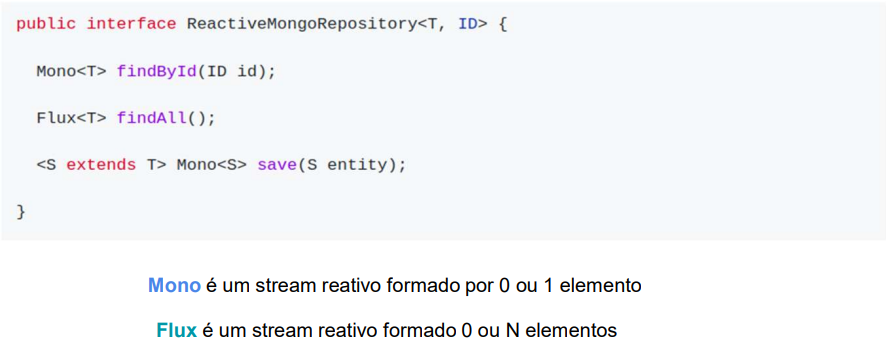 public interface ReactiveMongoRepository<T, ID> {
Mono<T> findById(ID id);
Flux<T> findAll();
<S extends T> Mono<S> save(S entity);
}
Mono é um stream reativo formado por 0 ou 1 elemento
Flux é um stream reativo formado 0 ou N elementos